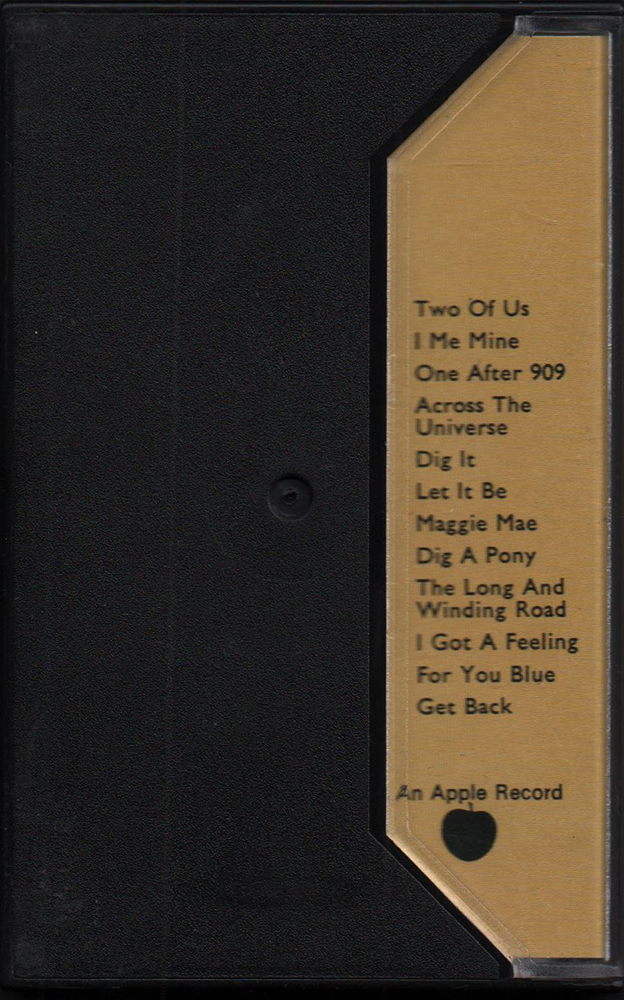 Two Of Us
I Me Mine
One After 909
Across The
Universe
Dig It
Let It Be
Maggie Mae
Dig A Pony
The Long And
Winding Road
I Got A Feeling
For You Blue
Get Back
An Apple Record